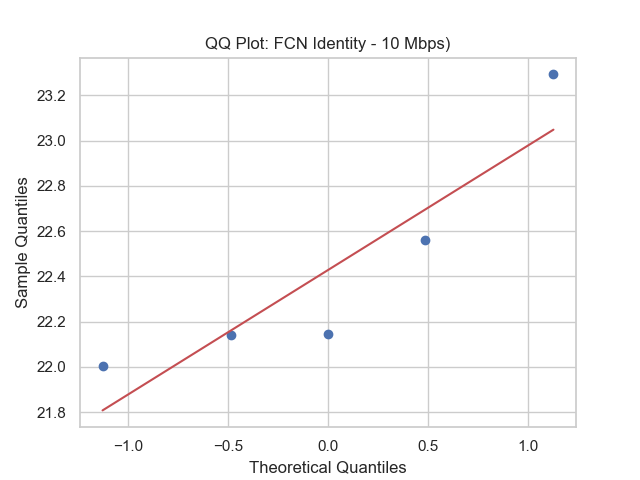 QQ Plot: FCN Identity - 10 Mbps)
23.2
23.0
22.8
22.6
22.4
22.2
22.0
21.8
Sample Quantiles
−1.0 −0.5 0.0 0.5 1.0
Theoretical Quantiles